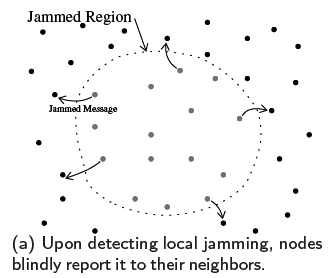 Jammed Region
Jammed Message
(a) Upon detecting local jamming, nodes
blindly report it to their neighbors.